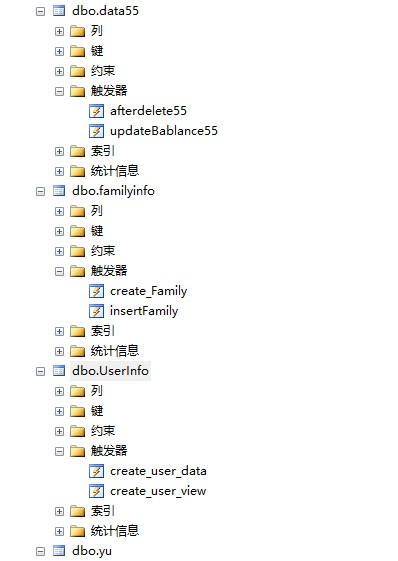 dbo.data55
列
键
约束
触发器
afterdelete55
updateBablance55
索引
统计信息
dbo.familyinfo
列
键
约束
触发器
create_Family
insertFamily
索引
统计信息
dbo.UserInfo
列
键
约束
触发器
create_user_data
create_user_view
索引
统计信息
dbo.yu